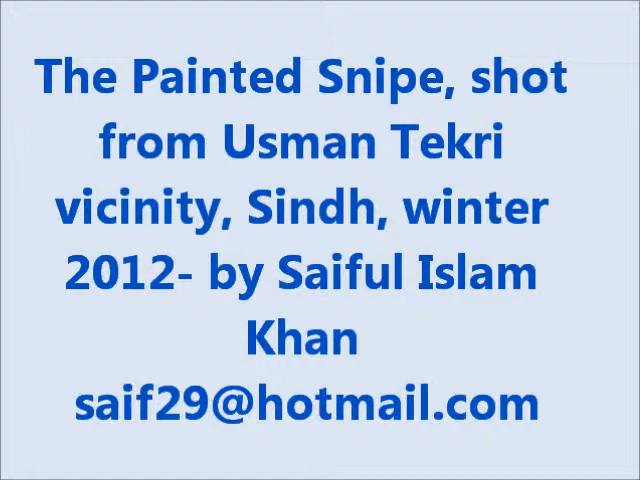 The Painted Snipe, shot
from Usman Tekri
vicinity, Sindh, winter
2012- by Saiful Islam
Khan
saif29@hotmail.com